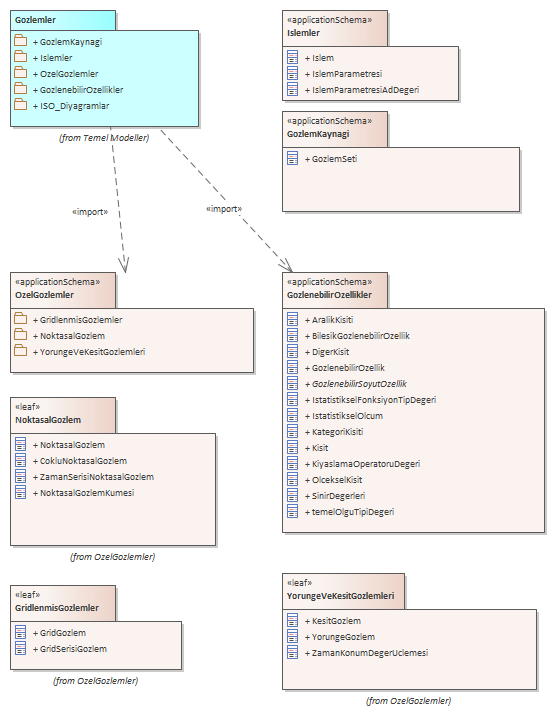 Gozlemler
+ GozlemKaynagi
+ Islemler
+ OzelGozlemler
+ GozlenebilirOzellikler
+ ISO_Diyagramlar
(from Temel Modeller)
«import»
«import»
«applicationSchema»
Islemler
+ Islem
+ IslemParametresi
+ IslemParametresiAdDegeri
«applicationSchema»
GozlemKaynagi
+ GozlemSeti
«applicationSchema»
OzelGozlemler
+ GridlenmisGozlemler
+ NoktasalGozlem
+ YorungeVeKesitGozlemleri
«applicationSchema»
GozlenebilirOzellikler
+ AralikKisiti
+ BilesikGozlenebilirOzellik
+ DigerKisit
+ GozlenebilirOzellik
+ GozlenebilirSoyutOzellik
+ IstatistikselFonksiyonTipDegeri
+ IstatistikselOlcum
+ KategoriKisiti
+ Kisit
+ KiyaslamaOperatoruDegeri
+ OlcekselKisit
+ SinirDegerleri
+ temelOlguTipiDegeri
«leaf»
NoktasalGozlem
+ NoktasalGozlem
+ CokluNoktasalGozlem
+ ZamanSerisiNoktasalGozlem
+ NoktasalGozlemKumesi
(from OzelGozlemler)
«leaf»
GridlenmisGozlemler
+ GridGozlem
+ GridSerisiGozlem
(from OzelGozlemler)
«leaf»
YorungeVeKesitGozlemleri
+ KesitGozlem
+ YorungeGozlem
+ ZamanKonumDegerUclemesi
(from OzelGozlemler)